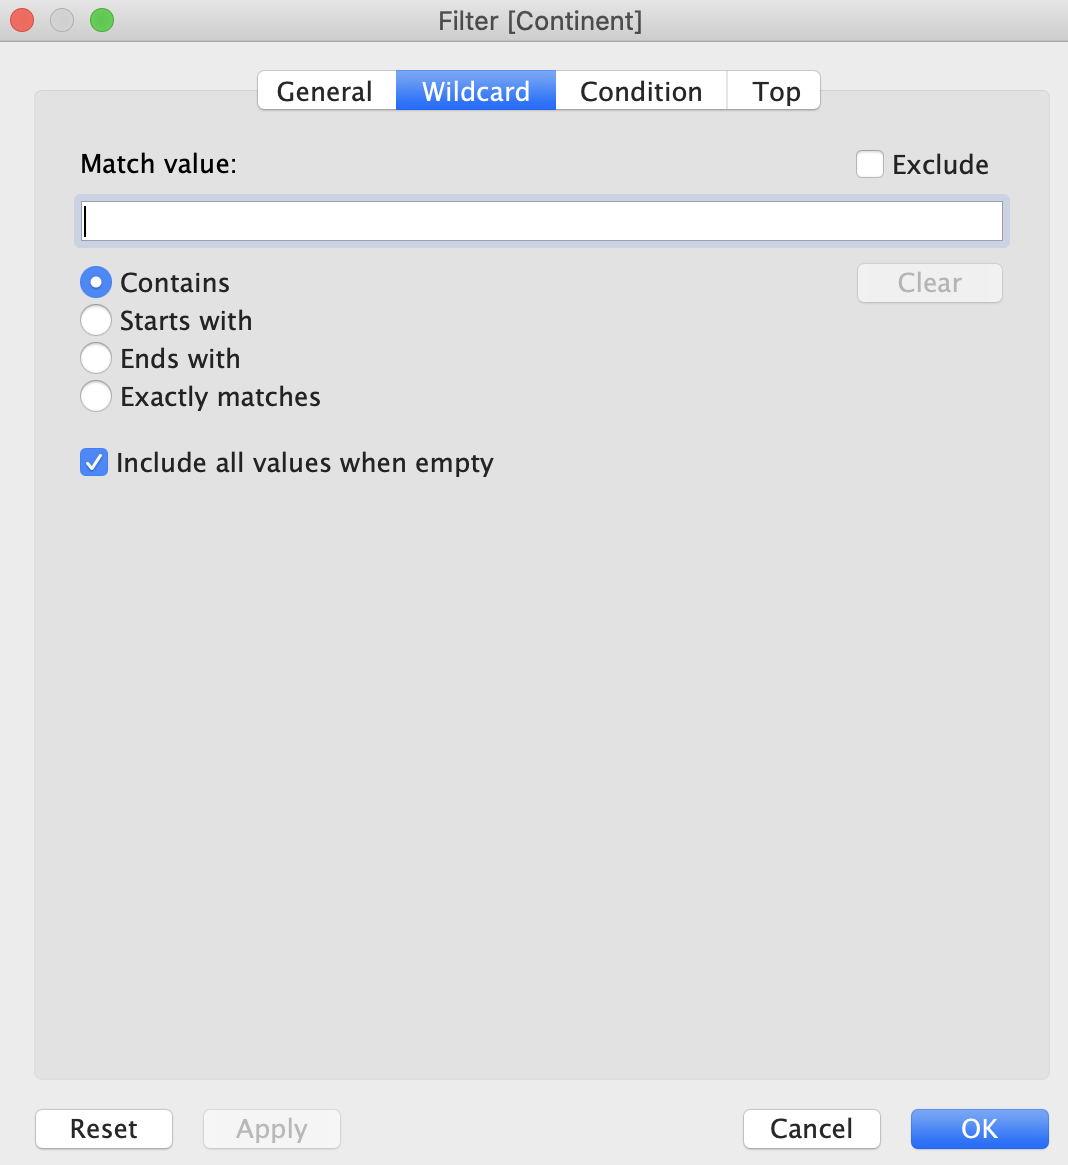 Filter [Continent]
General Wildcard Condition Top
Match value: Exclude
Contains Clear
Starts with
Ends with
Exactly matches
Include all values when empty
Reset Apply Cancel OK